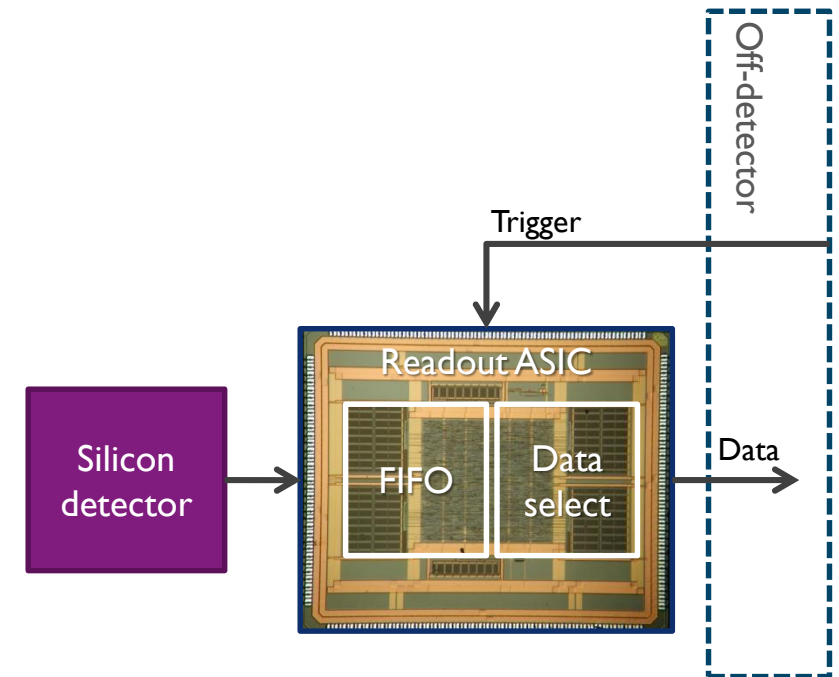 Off-detector
Trigger
Readout ASIC
Silicon
detector
FIFO
Data
select
Data